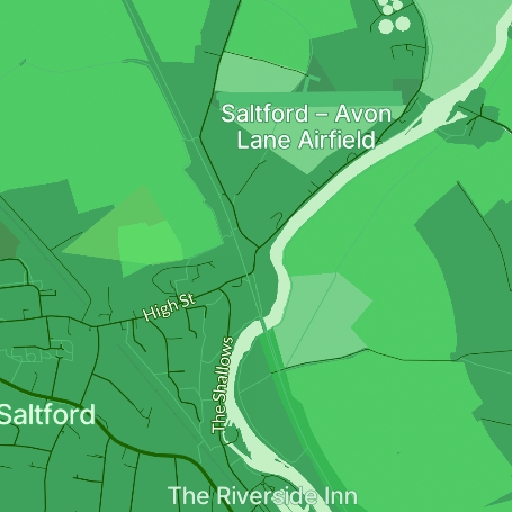 Saltford – Avon
Lane Airfield
High St
The Shallows
Saltford
The Riverside Inn